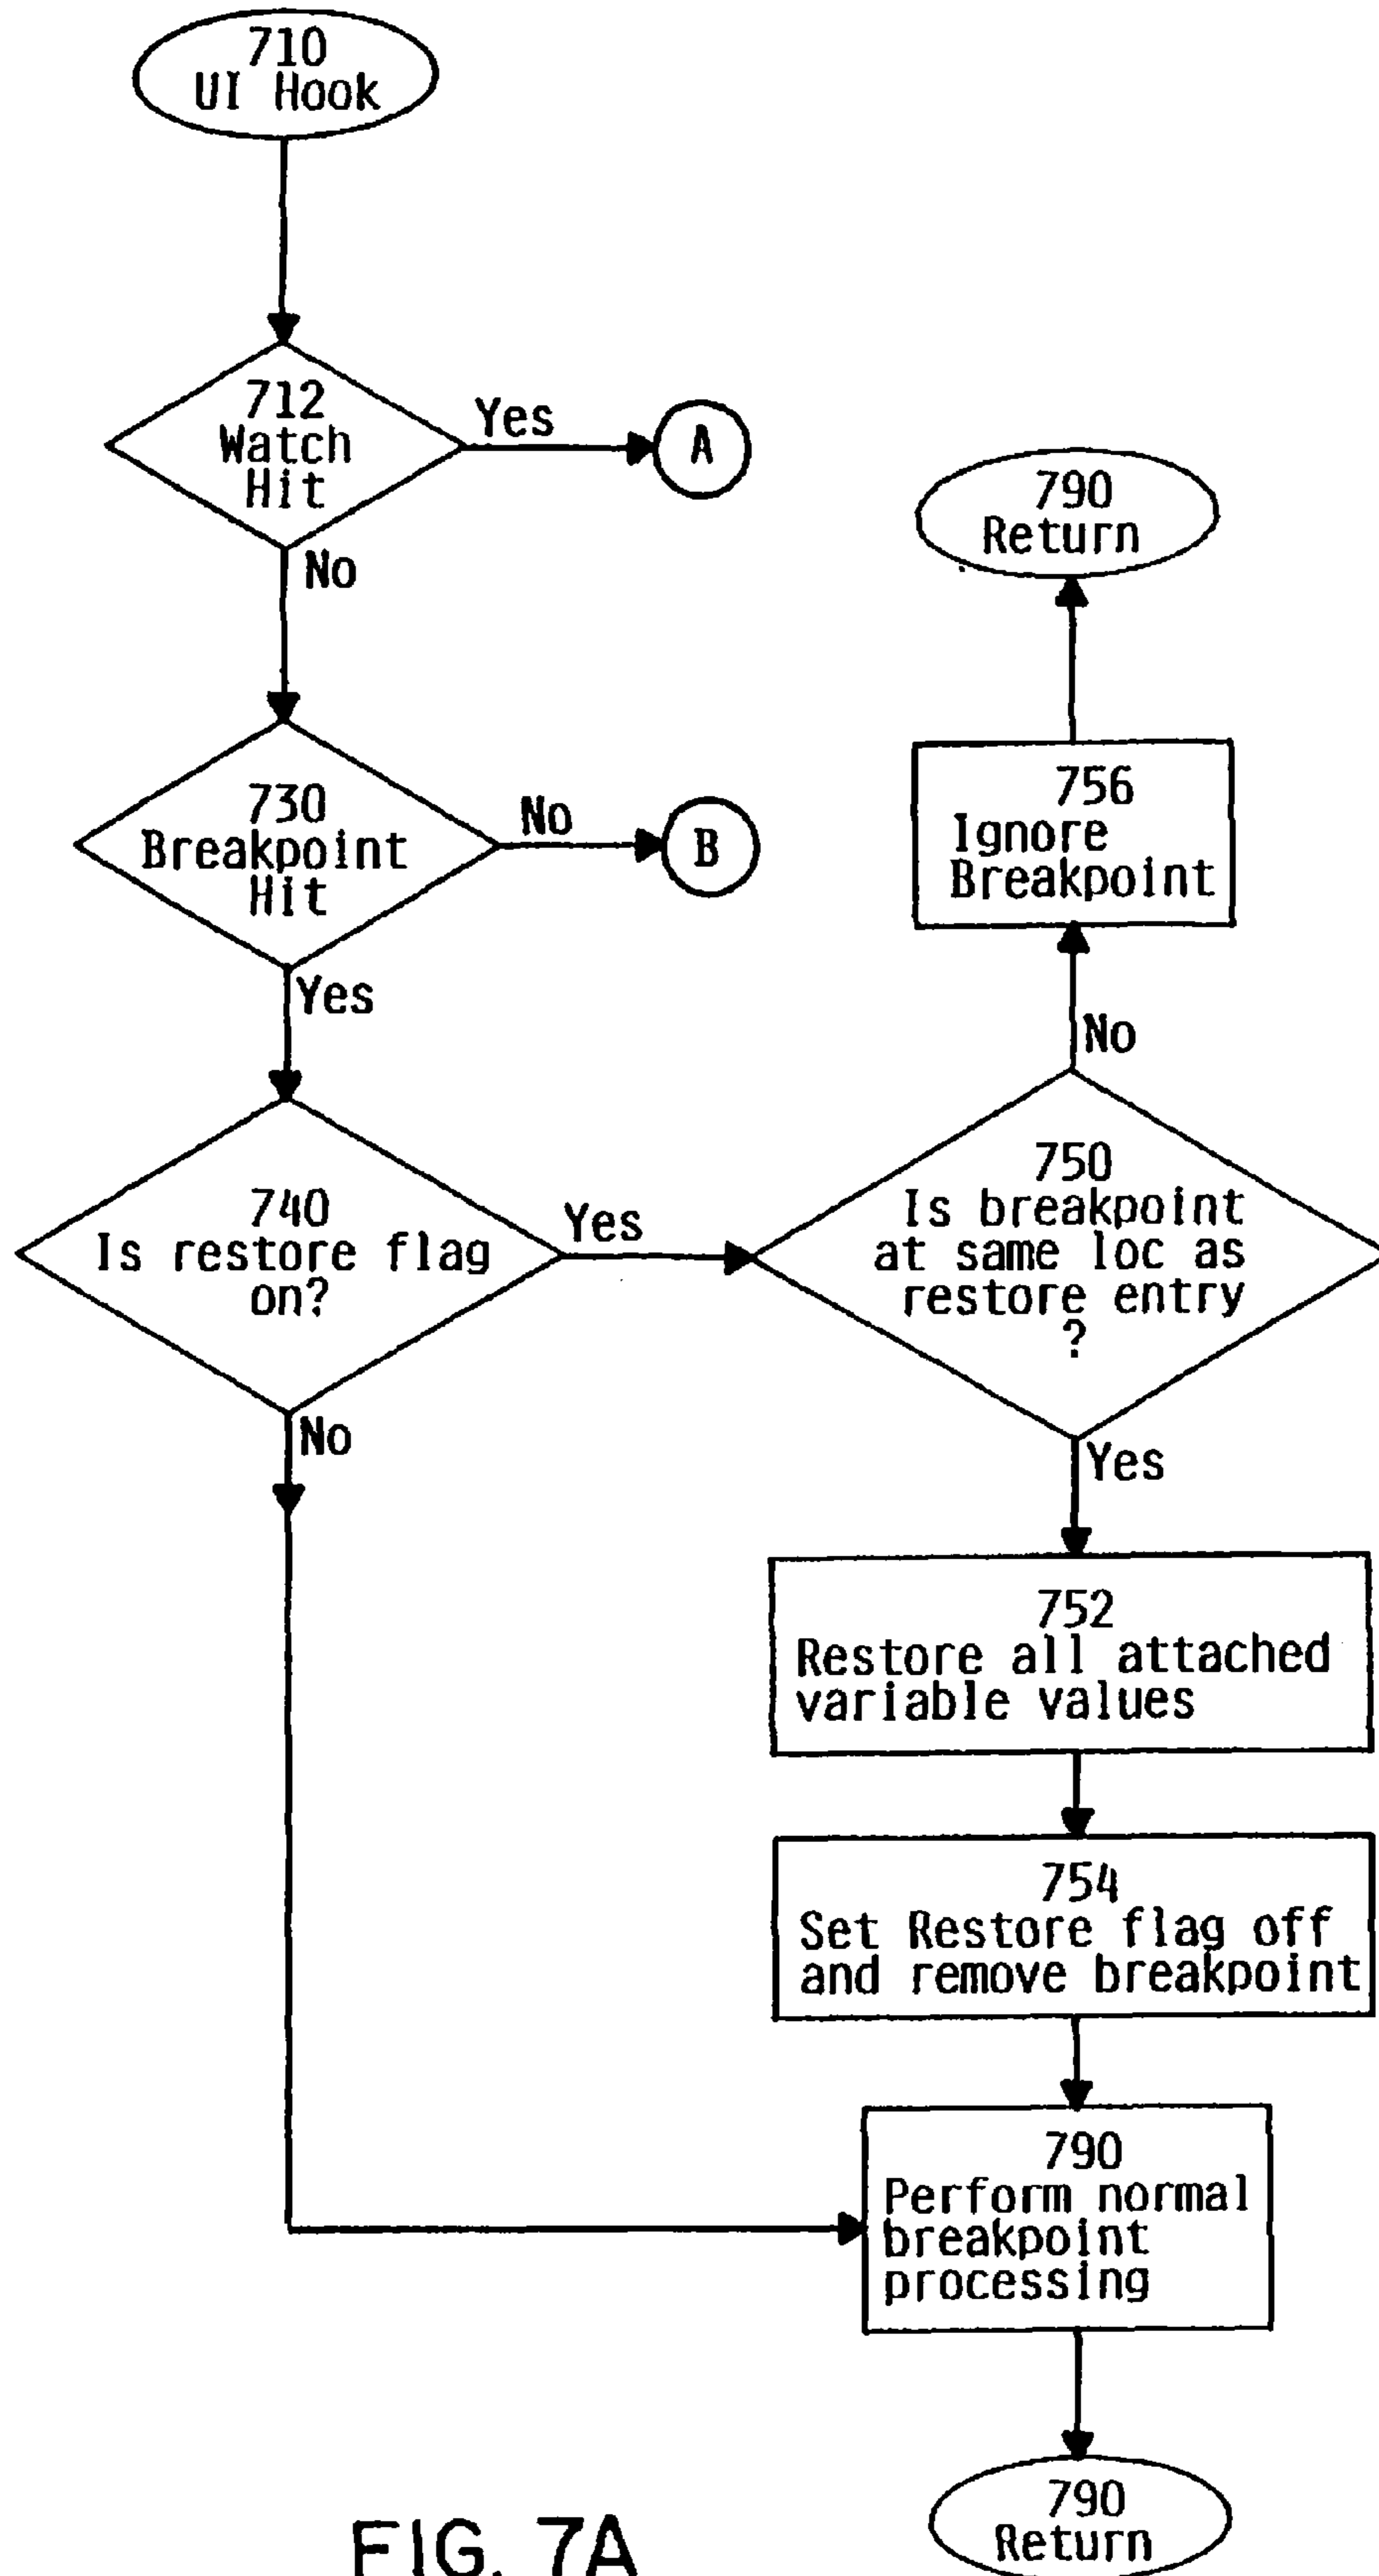 710
UI Hook
712
Watch
Hit
Yes
A
No
730
Breakpoint
Hit
No
B
Yes
740
Is restore flag
on?
Yes
No
790
Return
756
Ignore
Breakpoint
No
750
Is breakpoint
at same loc as
restore entry
?
Yes
752
Restore all attached
variable values
754
Set Restore flag off
and remove breakpoint
790
Perform normal
breakpoint
processing
790
Return
FIG. 7A